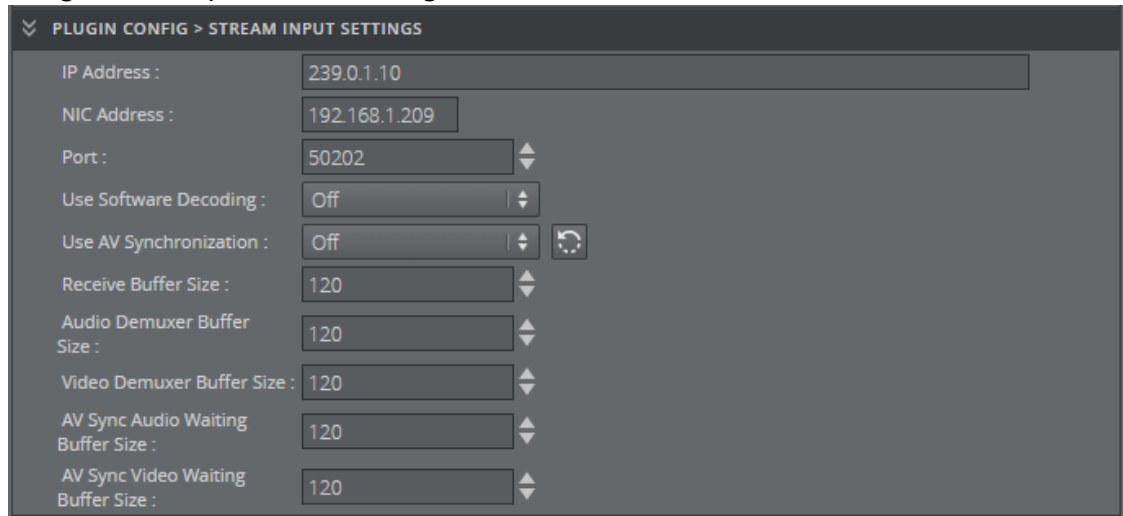 PLUGIN CONFIG > STREAM INPUT SETTINGS
IP Address : 239.0.1.10
NIC Address : 192.168.1.209
Port : 50202
Use Software Decoding : Off
Use AV Synchronization : Off
Receive Buffer Size : 120
Audio Demuxer Buffer
Size : 120
Video Demuxer Buffer Size : 120
AV Sync Audio Waiting
Buffer Size : 120
AV Sync Video Waiting
Buffer Size : 120